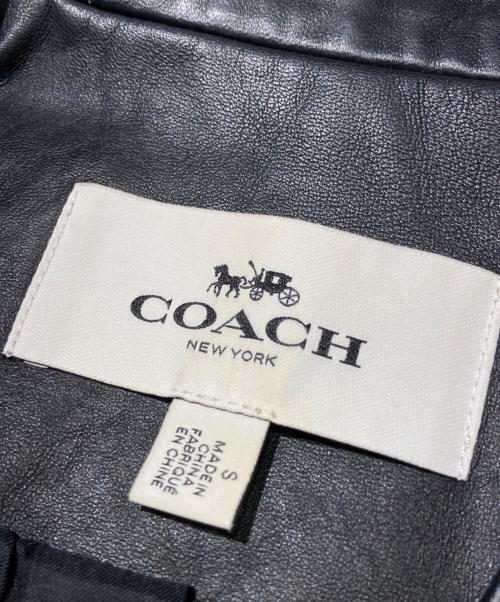 COACH
NEW YORK
S
MADE IN
CHINA
FABRIQUÉ
EN CHINE